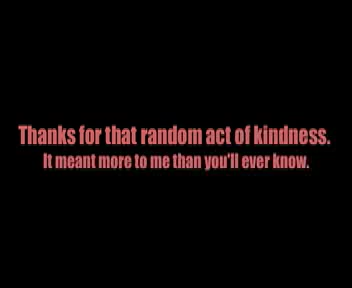 Thanks for that random act of kindness.
It meant more to me than you'll ever know.